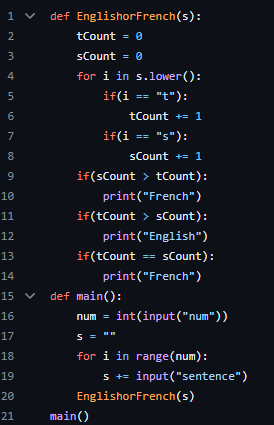 1 def EnglishorFrench(s):
2     tCount = 0
3     sCount = 0
4     for i in s.lower():
5         if(i == "t"):
6             tCount += 1
7         if(i == "s"):
8             sCount += 1
9     if(sCount > tCount):
10         print("French")
11     if(tCount > sCount):
12         print("English")
13     if(tCount == sCount):
14         print("French")
15 def main():
16     num = int(input("num"))
17     s = ""
18     for i in range(num):
19         s += input("sentence")
20     EnglishorFrench(s)
21 main()